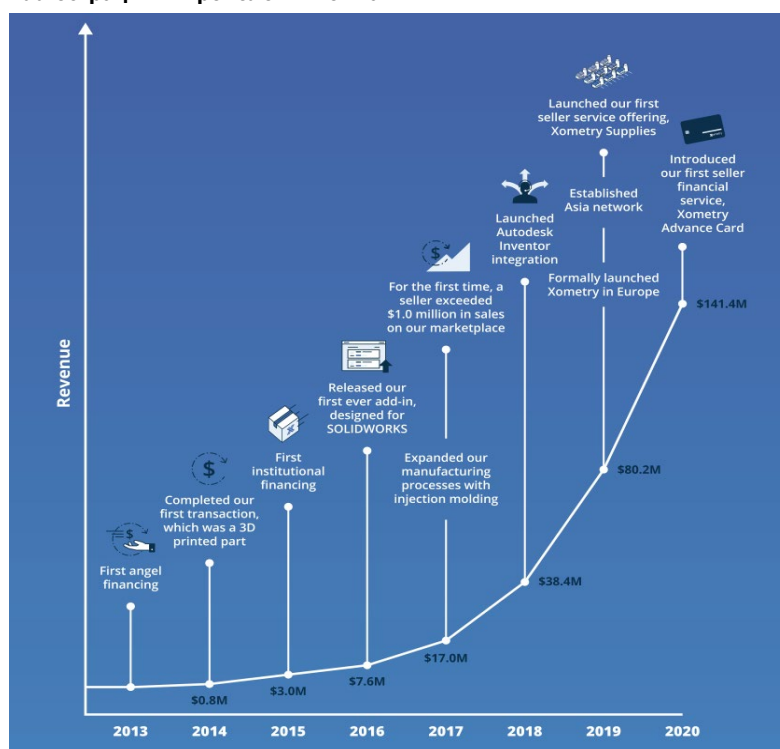 Launched our first
seller service offering,
Xometry Supplies
Introduced
our first seller
financial
service,
Xometry
Advance Card
Established
Asia network
Launched
Autodesk
Inventor
integration
Formally launched
Xometry in Europe
For the first time, a
seller exceeded
$1.0 million in sales
on our marketplace
$141.4M
Revenue
Released our
first ever add-in,
designed for
SOLIDWORKS
First
institutional
financing
Expanded our
manufacturing
processes with
injection molding
Completed our
first transaction,
which was a 3D
printed part
$80.2M
First angel
financing
$38.4M
$17.0M
$7.6M
$3.0M
$0.8M
2013 2014 2015 2016 2017 2018 2019 2020